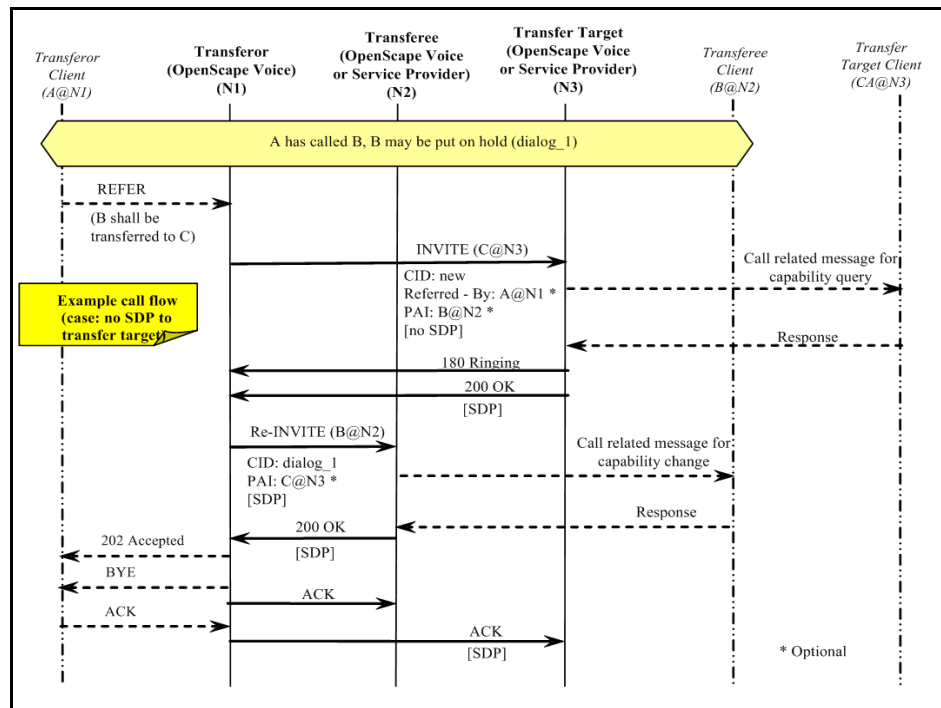 Transferor
Client
(A@N1)
Transferor
(OpenScape Voice)
(N1)
Transferee
(OpenScape Voice
or Service Provider)
(N2)
Transfer Target
(OpenScape Voice
or Service Provider)
(N3)
Transferee
Client
(B@N2)
Transfer
Target Client
(CA@N3)
A has called B, B may be put on hold (dialog_1)
REFER
(B shall be
transferred to C)
INVITE (C@N3)
CID: new
Referred - By: A@N1 *
PAI: B@N2 *
[no SDP]
Call related message for
capability query
Example call flow
(case: no SDP to
transfer target)
Response
180 Ringing
200 OK
[SDP]
Re-INVITE (B@N2)
CID: dialog_1
PAI: C@N3 *
[SDP]
Call related message for
capability change
Response
200 OK
[SDP]
202 Accepted
BYE
ACK
ACK
ACK
[SDP]
* Optional